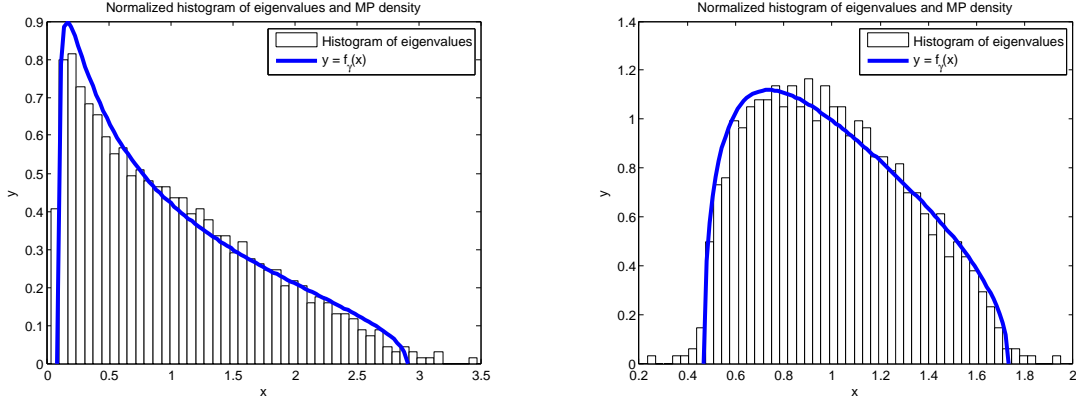 Normalized histogram of eigenvalues and MP density
0.9
0.8
0.7
0.6
0.5
0.4
0.3
0.2
0.1
0
y
Histogram of eigenvalues
y = fγ(x)
0 0.5 1 1.5 2 2.5 3 3.5
x
Normalized histogram of eigenvalues and MP density
1.4
1.2
1
0.8
0.6
0.4
0.2
0
y
Histogram of eigenvalues
y = fγ(x)
0.2 0.4 0.6 0.8 1.0 1.2 1.4 1.6 1.8 2
x